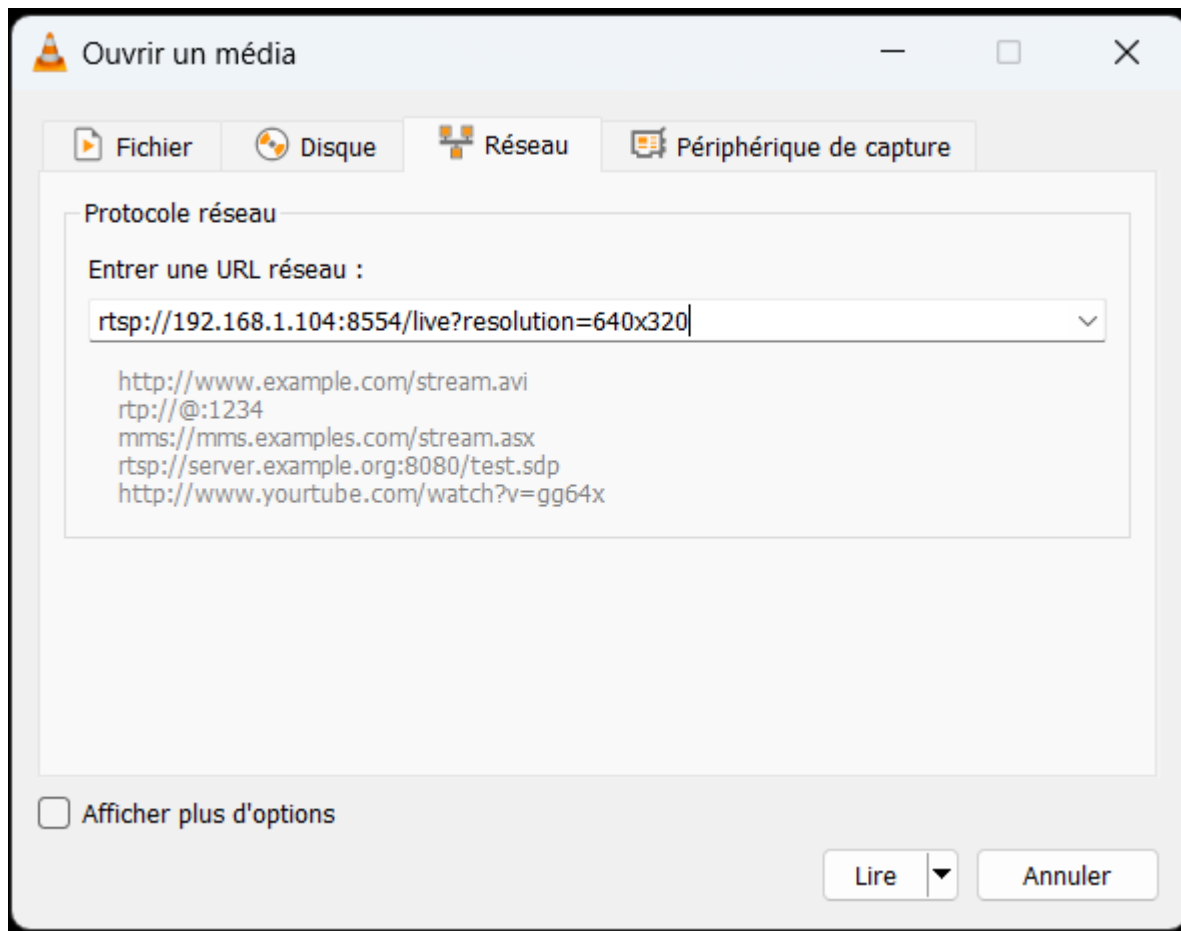 Ouvrir un média
Fichier Disque Réseau Périphérique de capture
Protocole réseau
Entrer une URL réseau :
rtsp://192.168.1.104:8554/live?resolution=640x320
http://www.example.com/stream.avi
rtp://@:1234
mms://mms.examples.com/stream.asx
rtsp://server.example.org:8080/test.sdp
http://www.yourtube.com/watch?v=gg64x
Afficher plus d'options
Lire Annuler